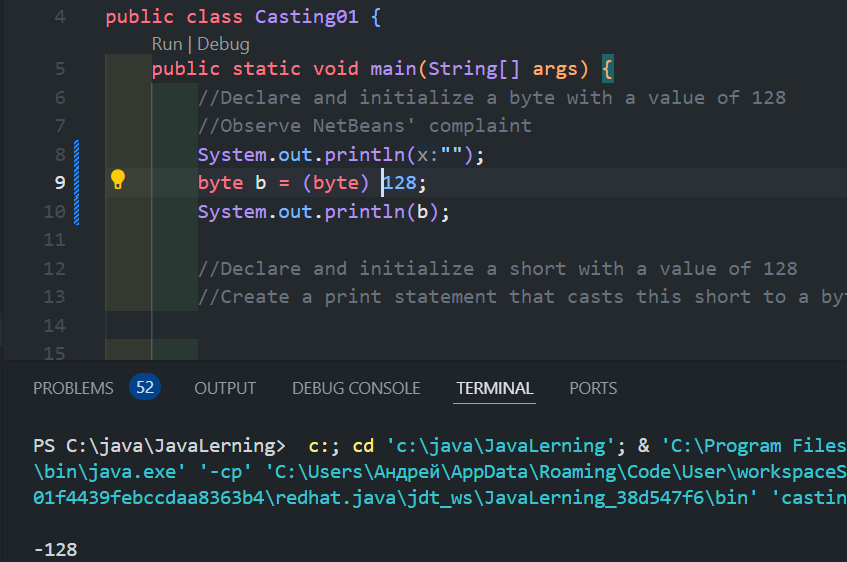 4 public class Casting01 {
Run | Debug
5 public static void main(String[] args) {
6 //Declare and initialize a byte with a value of 128
7 //Observe NetBeans' complaint
8 System.out.println(x:"");
9 byte b = (byte) 128;
10 System.out.println(b);
11
12 //Declare and initialize a short with a value of 128
13 //Create a print statement that casts this short to a by
14
15
PROBLEMS 52 OUTPUT DEBUG CONSOLE TERMINAL PORTS
PS C:\java\JavaLerning> c:; cd 'c:\java\JavaLerning'; & 'C:\Program Files
\bin\java.exe' '-cp' 'C:\Users\Андрей\AppData\Roaming\Code\User\workspaceS
01f4439febccdaa8363b4\redhat.java\jdt_ws\JavaLerning_38d547f6\bin' 'castin
-128